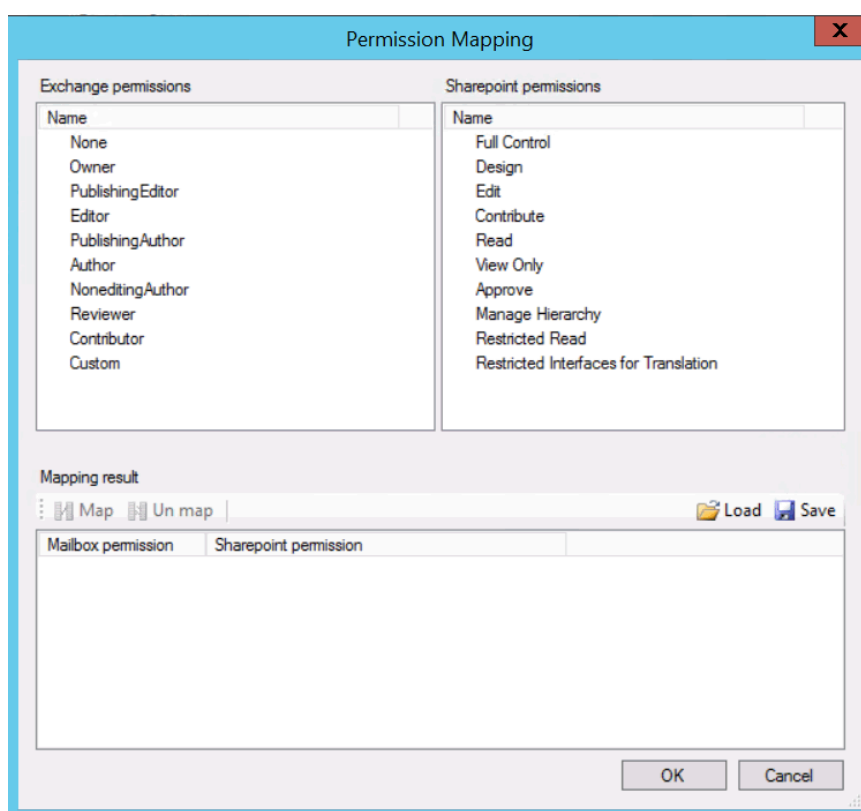 Permission Mapping
X
Exchange permissions
Name
None
Owner
PublishingEditor
Editor
PublishingAuthor
Author
NoneditingAuthor
Reviewer
Contributor
Custom
Sharepoint permissions
Name
Full Control
Design
Edit
Contribute
Read
View Only
Approve
Manage Hierarchy
Restricted Read
Restricted Interfaces for Translation
Mapping result
Map Un map Load Save
Mailbox permission Sharepoint permission
OK Cancel